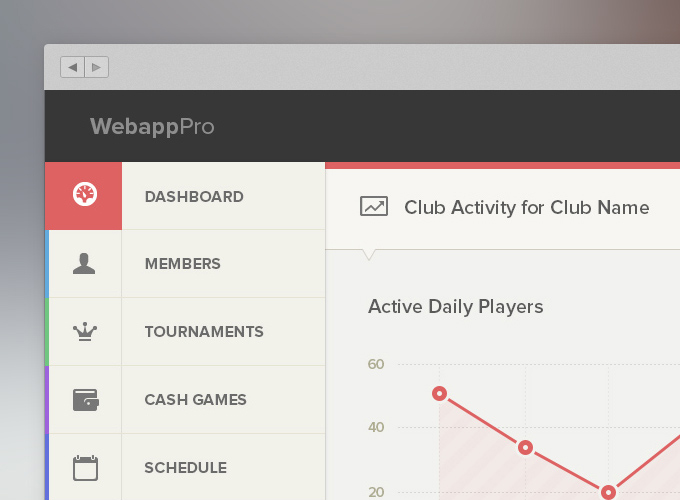 WebappPro
DASHBOARD
MEMBERS
TOURNAMENTS
CASH GAMES
SCHEDULE
Club Activity for Club Name
Active Daily Players
60
40
20